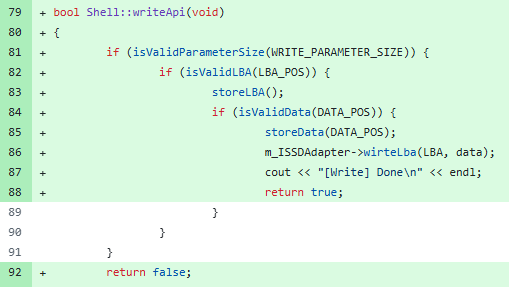 79 + bool Shell::writeApi(void)
80 + {
81 + if (isValidParameterSize(WRITE_PARAMETER_SIZE)) {
82 + if (isValidLBA(LBA_POS)) {
83 + storeLBA();
84 + if (isValidData(DATA_POS)) {
85 + storeData(DATA_POS);
86 + m_ISSDAdapter->wirteLba(LBA, data);
87 + cout << "[Write] Done\n" << endl;
88 + return true;
89 }
90 }
91 }
92 + return false;